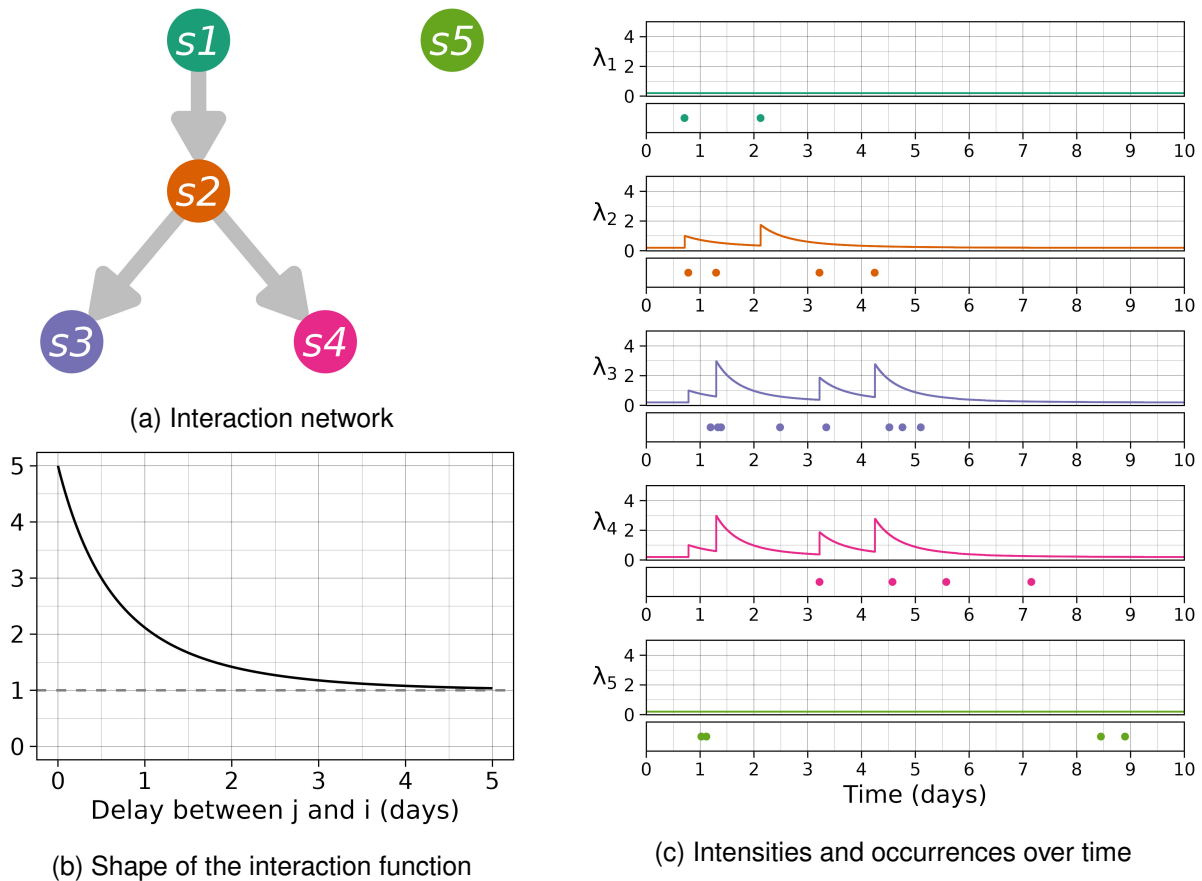 s1
s5
s2
s3
s4
(a) Interaction network
5
4
3
2
1
0
0 1 2 3 4 5
Delay between j and i (days)
(b) Shape of the interaction function
λ1
4
2
0
0 1 2 3 4 5 6 7 8 9 10
λ2
4
2
0
0 1 2 3 4 5 6 7 8 9 10
λ3
4
2
0
0 1 2 3 4 5 6 7 8 9 10
λ4
4
2
0
0 1 2 3 4 5 6 7 8 9 10
λ5
4
2
0
0 1 2 3 4 5 6 7 8 9 10
Time (days)
(c) Intensities and occurrences over time